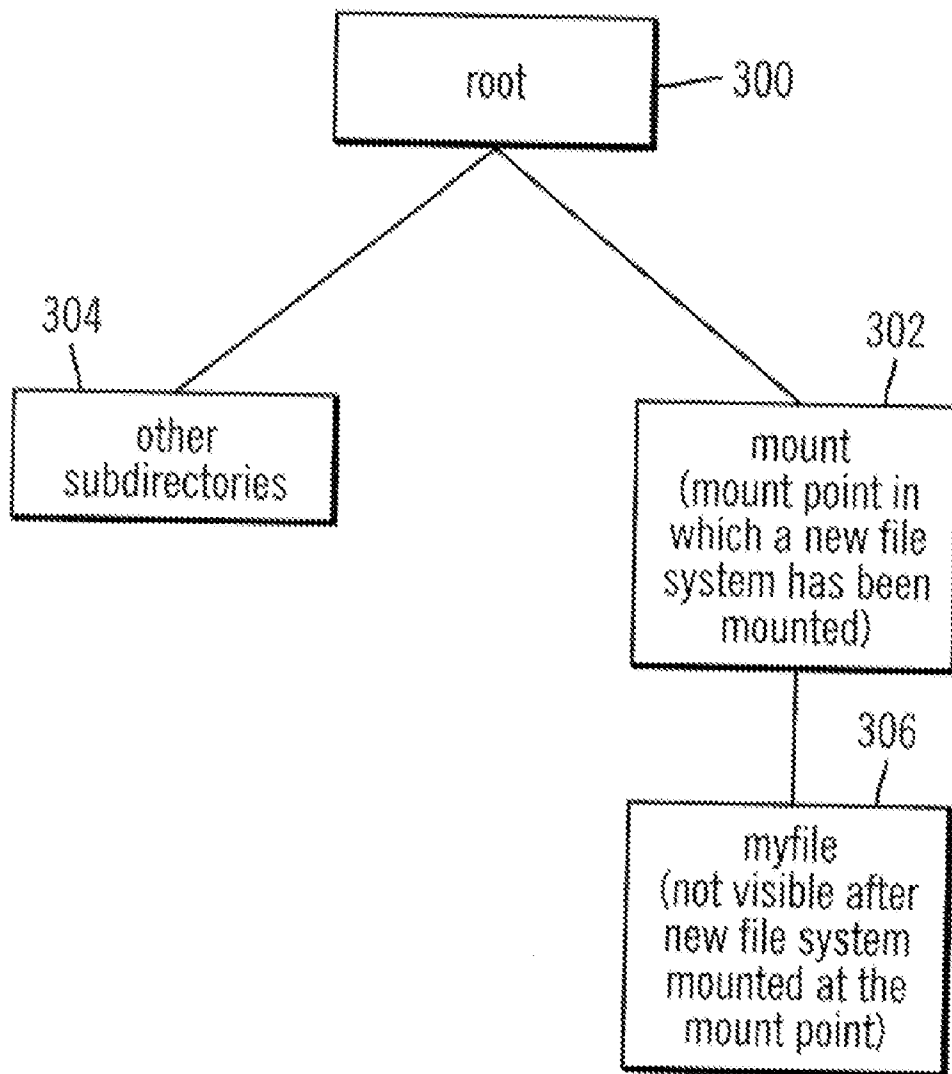 root
300
304
302
other
subdirectories
mount
(mount point in
which a new file
system has been
mounted)
306
myfile
(not visible after
new file system
mounted at the
mount point)